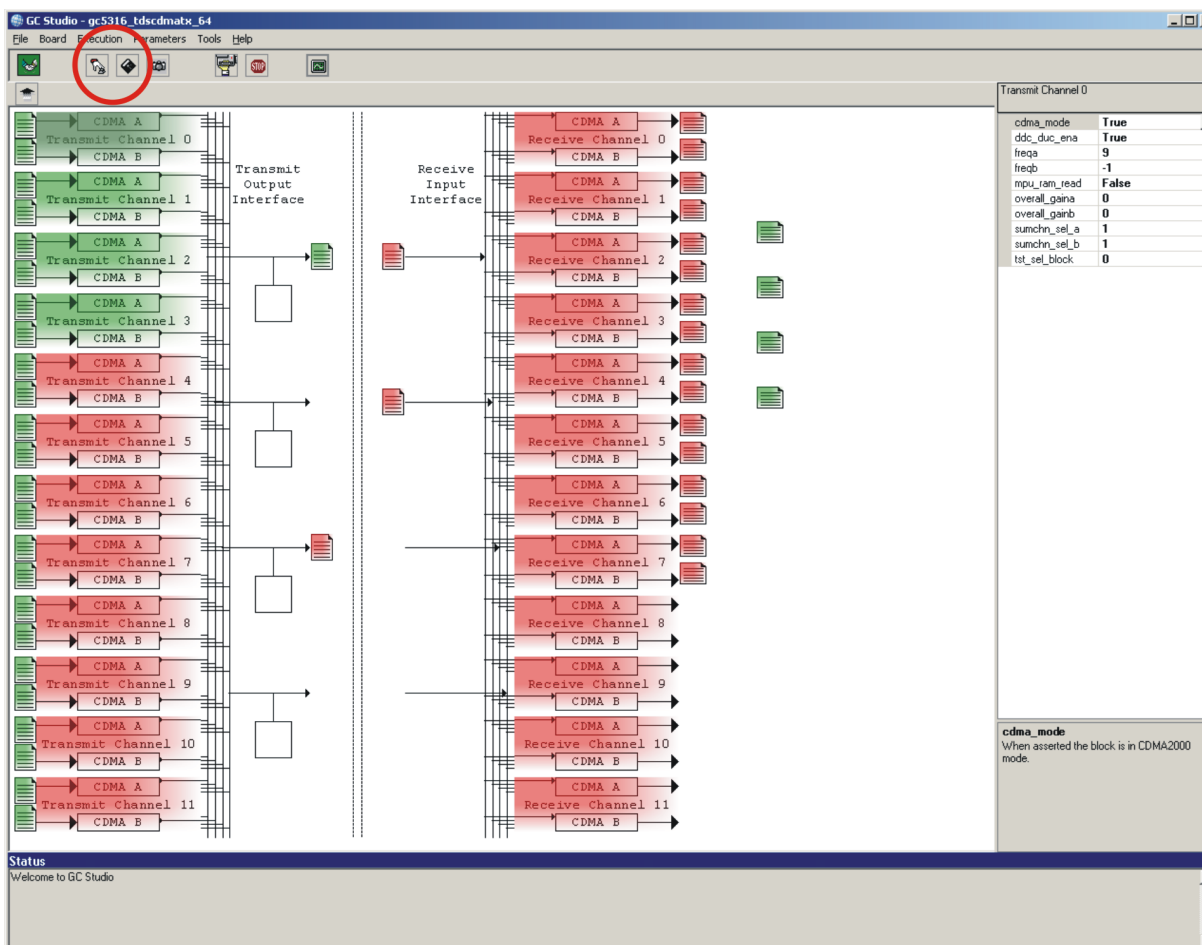 GC Studio - gc5316_tdscdmatx_64
File Board Execution Parameters Tools Help
STOP
Transmit Channel 0
cdma_mode True
ddc_duc_ena True
freqa 9
freqb -1
mpu_ram_read False
overall_gaina 0
overall_gainb 0
sumchn_sel_a 1
sumchn_sel_b 1
tst_sel_block 0
CDMA A
Transmit Channel 0
CDMA B
CDMA A
Transmit Channel 1
CDMA B
CDMA A
Transmit Channel 2
CDMA B
CDMA A
Transmit Channel 3
CDMA B
CDMA A
Transmit Channel 4
CDMA B
CDMA A
Transmit Channel 5
CDMA B
CDMA A
Transmit Channel 6
CDMA B
CDMA A
Transmit Channel 7
CDMA B
CDMA A
Transmit Channel 8
CDMA B
CDMA A
Transmit Channel 9
CDMA B
CDMA A
Transmit Channel 10
CDMA B
CDMA A
Transmit Channel 11
CDMA B
Transmit
Output
Interface
Receive
Input
Interface
CDMA A
Receive Channel 0
CDMA B
CDMA A
Receive Channel 1
CDMA B
CDMA A
Receive Channel 2
CDMA B
CDMA A
Receive Channel 3
CDMA B
CDMA A
Receive Channel 4
CDMA B
CDMA A
Receive Channel 5
CDMA B
CDMA A
Receive Channel 6
CDMA B
CDMA A
Receive Channel 7
CDMA B
CDMA A
Receive Channel 8
CDMA B
CDMA A
Receive Channel 9
CDMA B
CDMA A
Receive Channel 10
CDMA B
CDMA A
Receive Channel 11
CDMA B
cdma_mode
When asserted the block is in CDMA2000
mode.
Status
Welcome to GC Studio